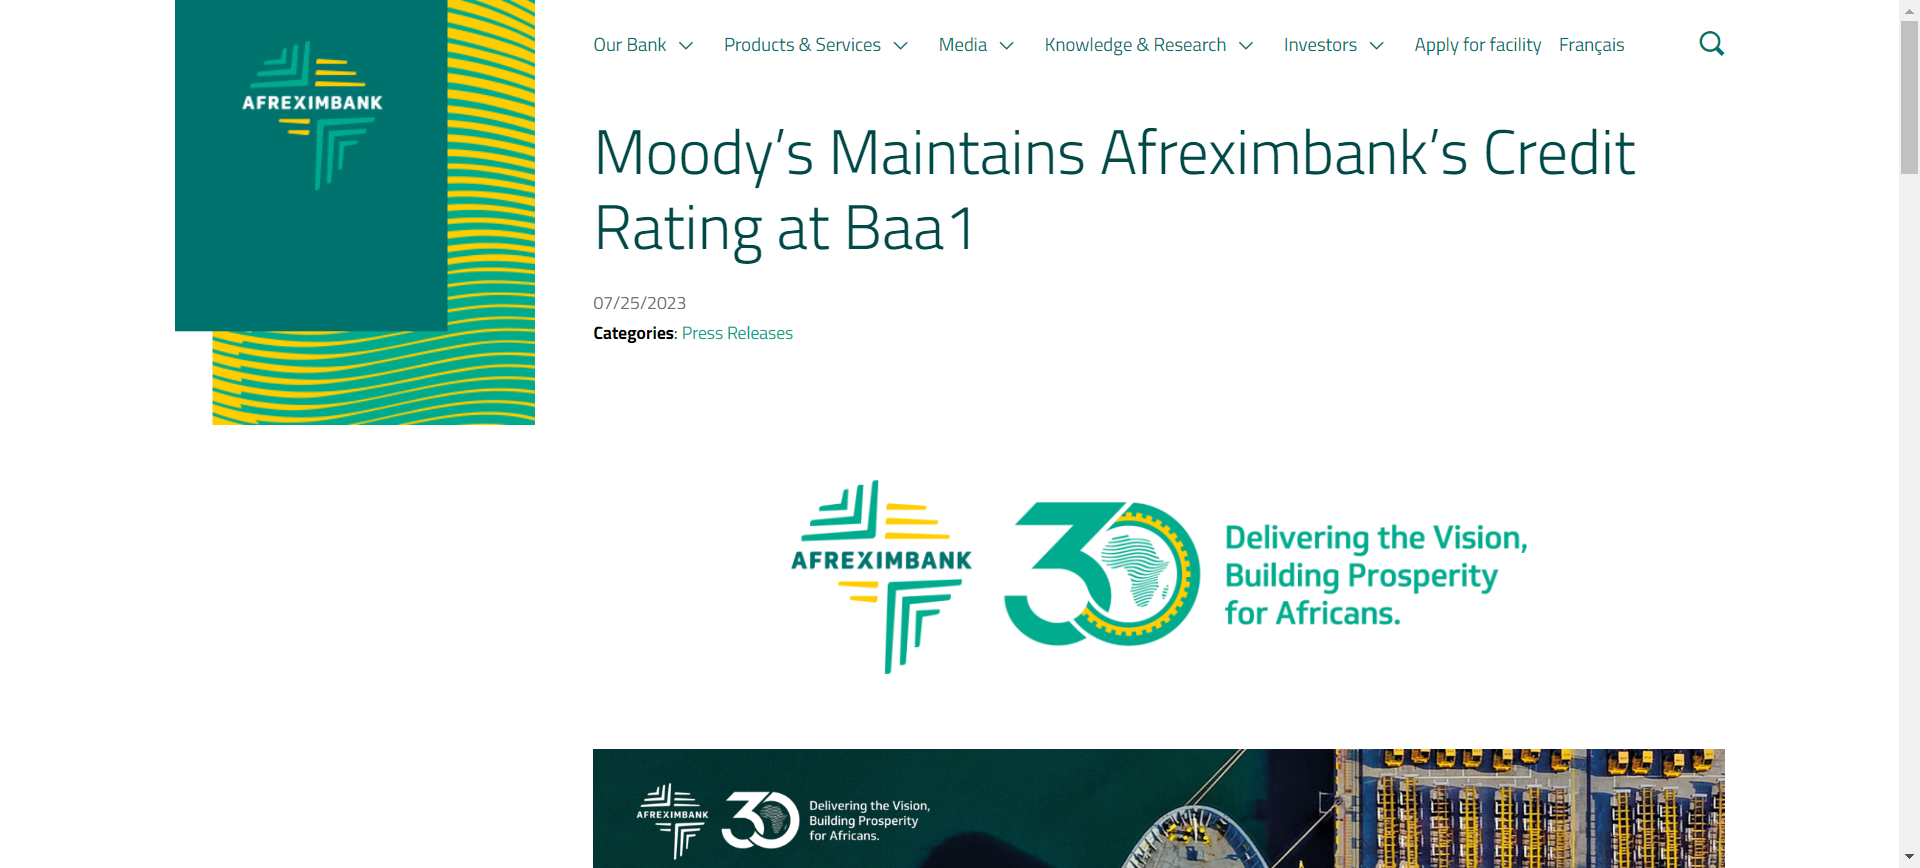 AFREXIMBANK
Our Bank
Products & Services
Media
Knowledge & Research
Investors
Apply for facility
Français
Moody’s Maintains Afreximbank’s Credit
Rating at Baa1
07/25/2023
Categories: Press Releases
AFREXIMBANK
30
Delivering the Vision,
Building Prosperity
for Africans.
AFREXIMBANK
30
Delivering the Vision,
Building Prosperity
for Africans.